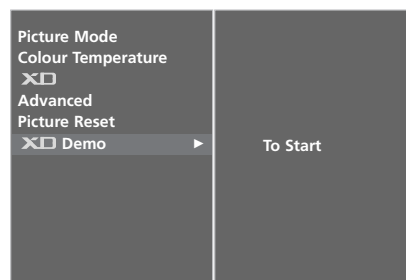 Picture Mode
Colour Temperature
XD
Advanced
Picture Reset
XD Demo ►
To Start